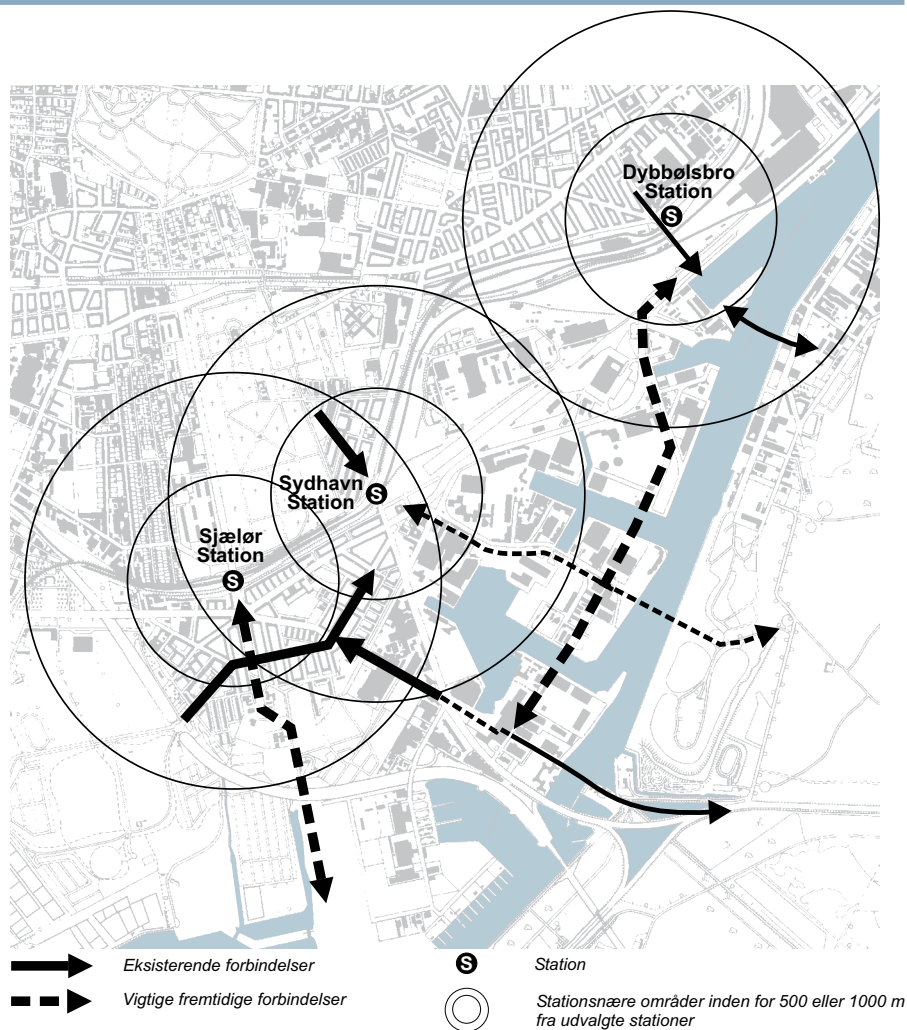 Dybbølsbro
Station
S
Sydhavn
Station
S
Sjælør
Station
S
Eksisterende forbindelser
S
Station
Vigtige fremtidige forbindelser
Stationsnære områder inden for 500 eller 1000 m
fra udvalgte stationer